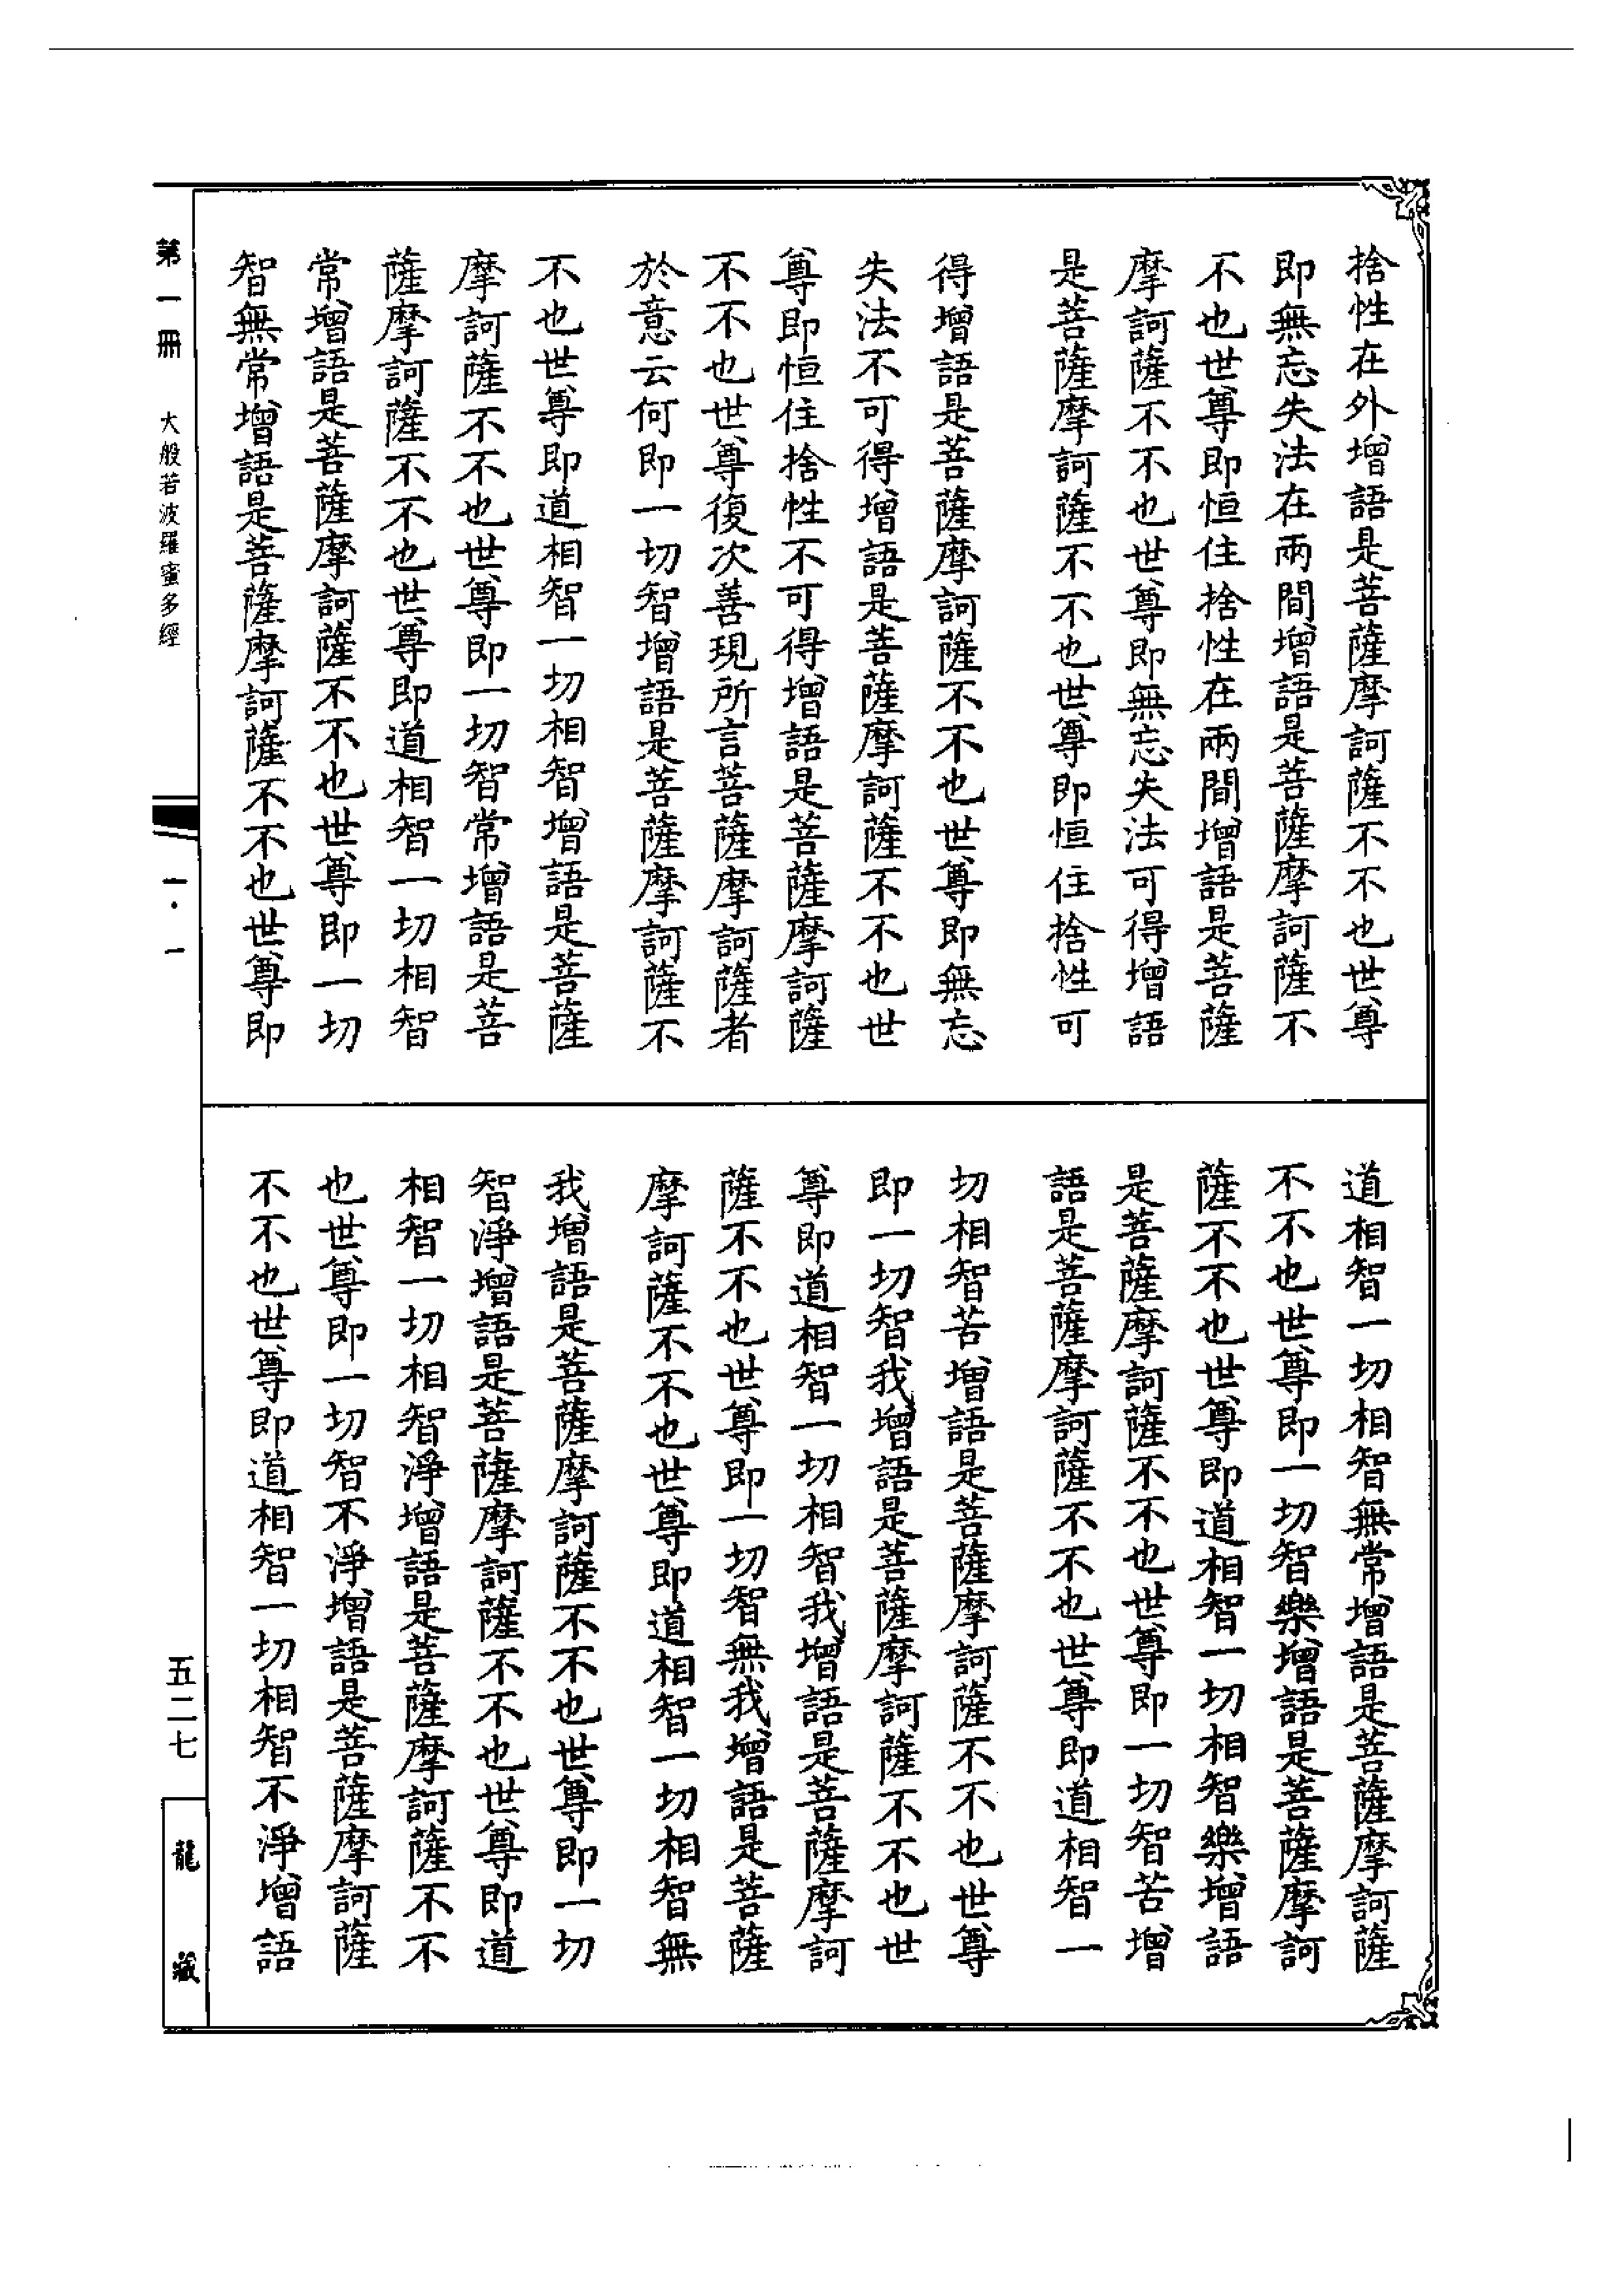 捨性在外增語是菩薩摩訶薩不不也世尊
即無忘失法在兩間增語是菩薩摩訶薩不
不也世尊即恒住捨性在兩間增語是菩薩
摩訶薩不不也世尊即無忘失法可得增語
是菩薩摩訶薩不不也世尊即恒住捨性可
得增語是菩薩摩訶薩不不也世尊即無忘
失法不可得增語是菩薩摩訶薩不不也世
尊即恒住捨性不可得增語是菩薩摩訶薩
不不也世尊復次善現所言菩薩摩訶薩者
於意云何即一切智增語是菩薩摩訶薩不
不也世尊即道相智一切相智增語是菩薩
摩訶薩不不也世尊即一切智常增語是菩
薩摩訶薩不不也世尊即道相智一切相智
常增語是菩薩摩訶薩不不也世尊即一切
智無常增語是菩薩摩訶薩不不也世尊即
道相智一切相智無常增語是菩薩摩訶薩
不不也世尊即一切智樂增語是菩薩摩訶
薩不不也世尊即道相智一切相智樂增語
是菩薩摩訶薩不不也世尊即一切智苦增
語是菩薩摩訶薩不不也世尊即道相智一
切相智苦增語是菩薩摩訶薩不不也世尊
即一切智我增語是菩薩摩訶薩不不也世
尊即道相智一切相智我增語是菩薩摩訶
薩不不也世尊即一切智無我增語是菩薩
摩訶薩不不也世尊即道相智一切相智無
我增語是菩薩摩訶薩不不也世尊即一切
智淨增語是菩薩摩訶薩不不也世尊即道
相智一切相智淨增語是菩薩摩訶薩不不
也世尊即一切智不淨增語是菩薩摩訶薩
不不也世尊即道相智一切相智不淨增語
第一冊 大般若波羅蜜多經 一·一 五二七 龍藏